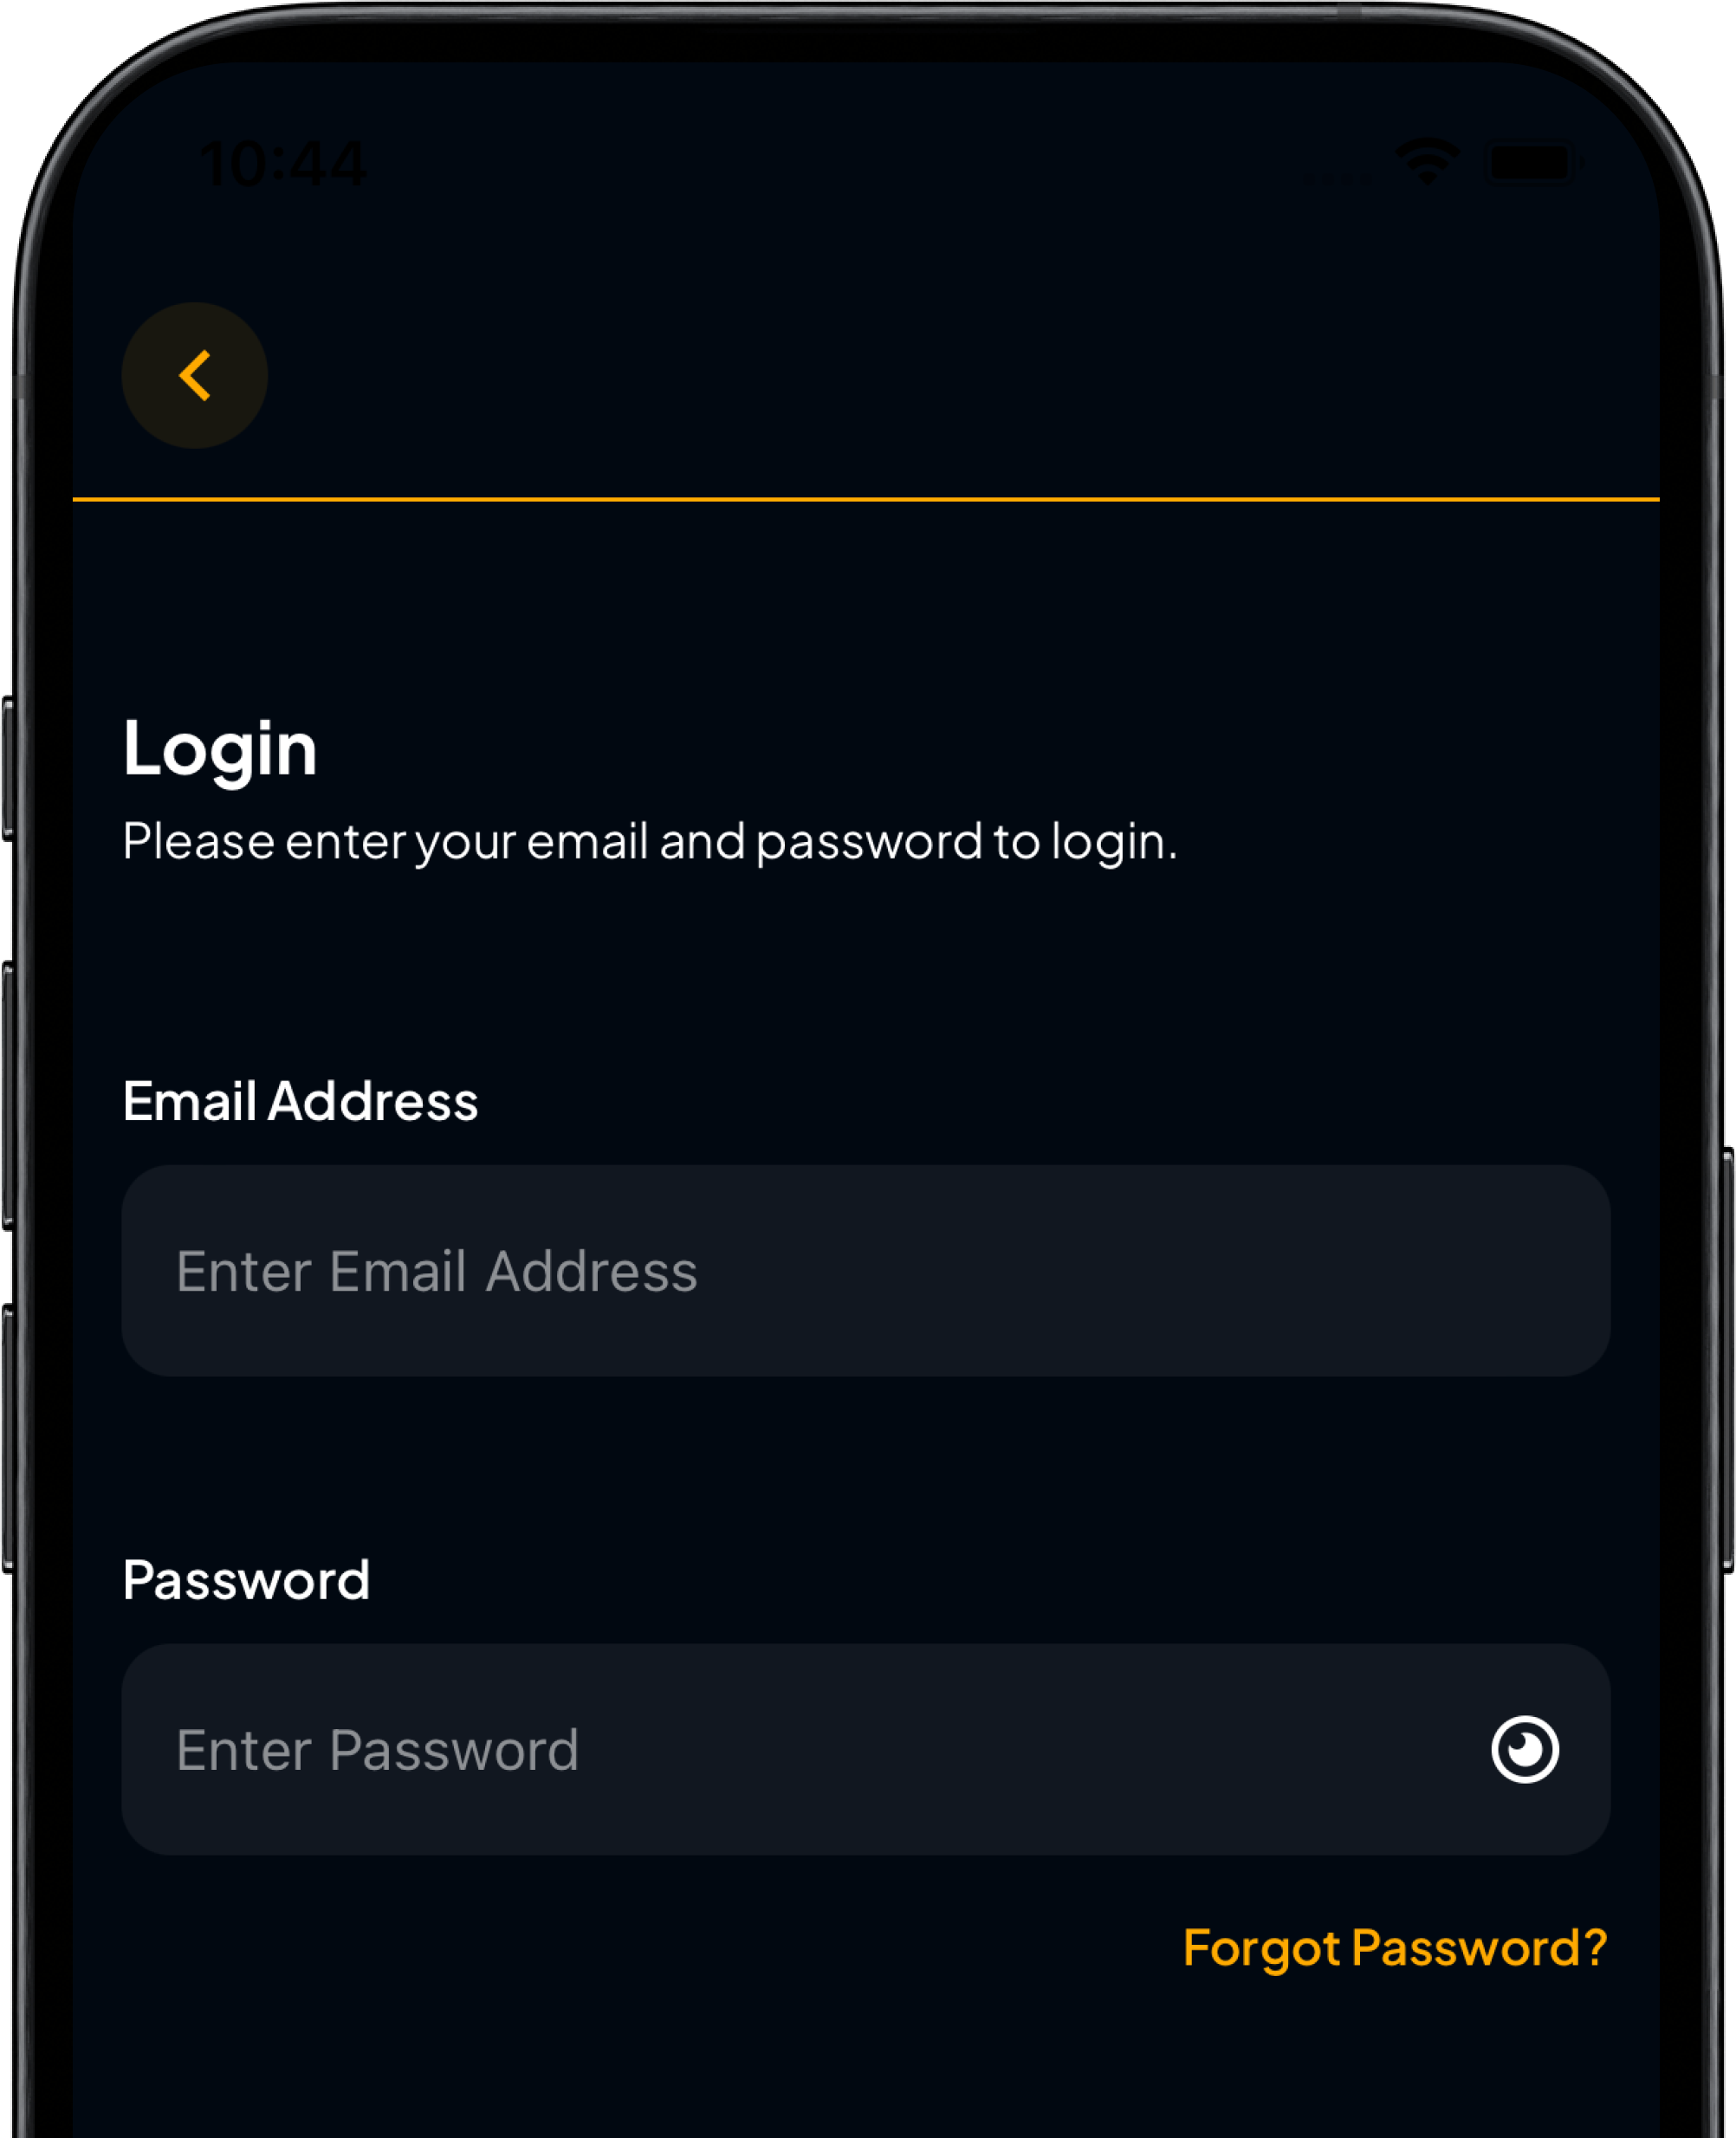 10:44
Login
Please enter your email and password to login.
Email Address
Enter Email Address
Password
Enter Password
Forgot Password?